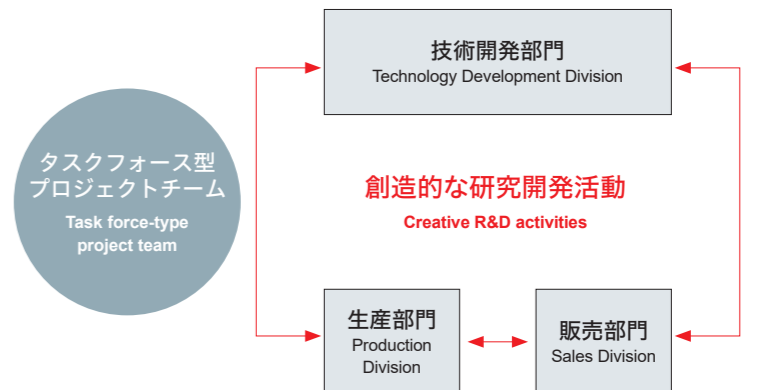 技術開発部門
Technology Development Division
タスクフォース型
プロジェクトチーム
Task force-type
project team
創造的な研究開発活動
Creative R&D activities
生産部門
Production
Division
販売部門
Sales Division